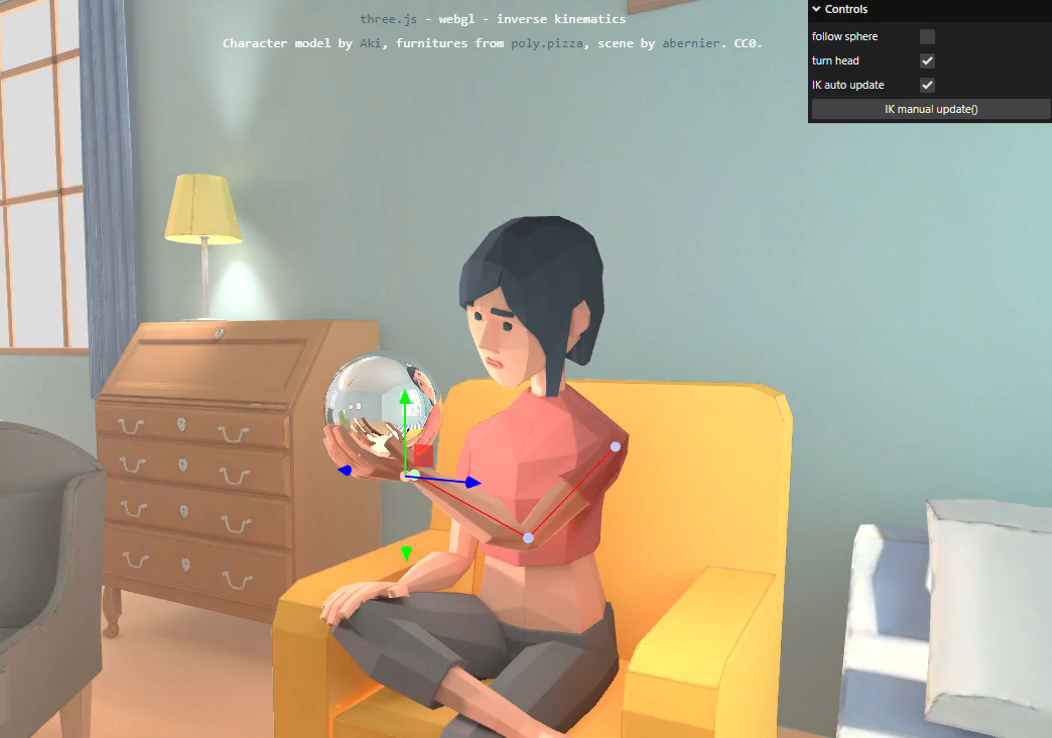 three.js - webgl - inverse kinematics
Character model by Aki, furnitures from poly.pizza, scene by abernier. CC0.
Controls
follow sphere
turn head
IK auto update
IK manual update()